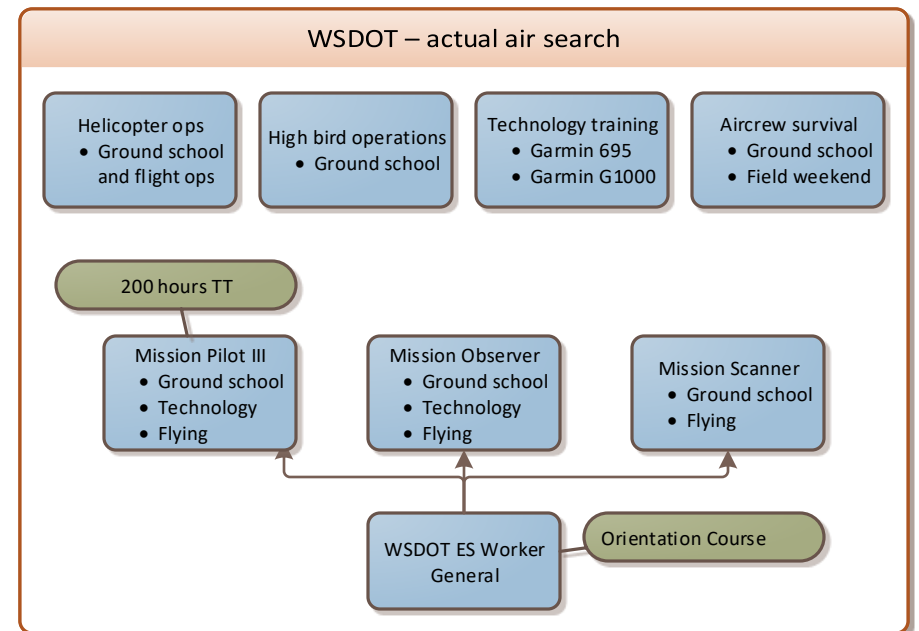 WSDOT – actual air search
Helicopter ops
• Ground school
and flight ops
High bird operations
• Ground school
Technology training
• Garmin 695
• Garmin G1000
Aircrew survival
• Ground school
• Field weekend
200 hours TT
Mission Pilot III
• Ground school
• Technology
• Flying
Mission Observer
• Ground school
• Technology
• Flying
Mission Scanner
• Ground school
• Flying
WSDOT ES Worker
General
Orientation Course